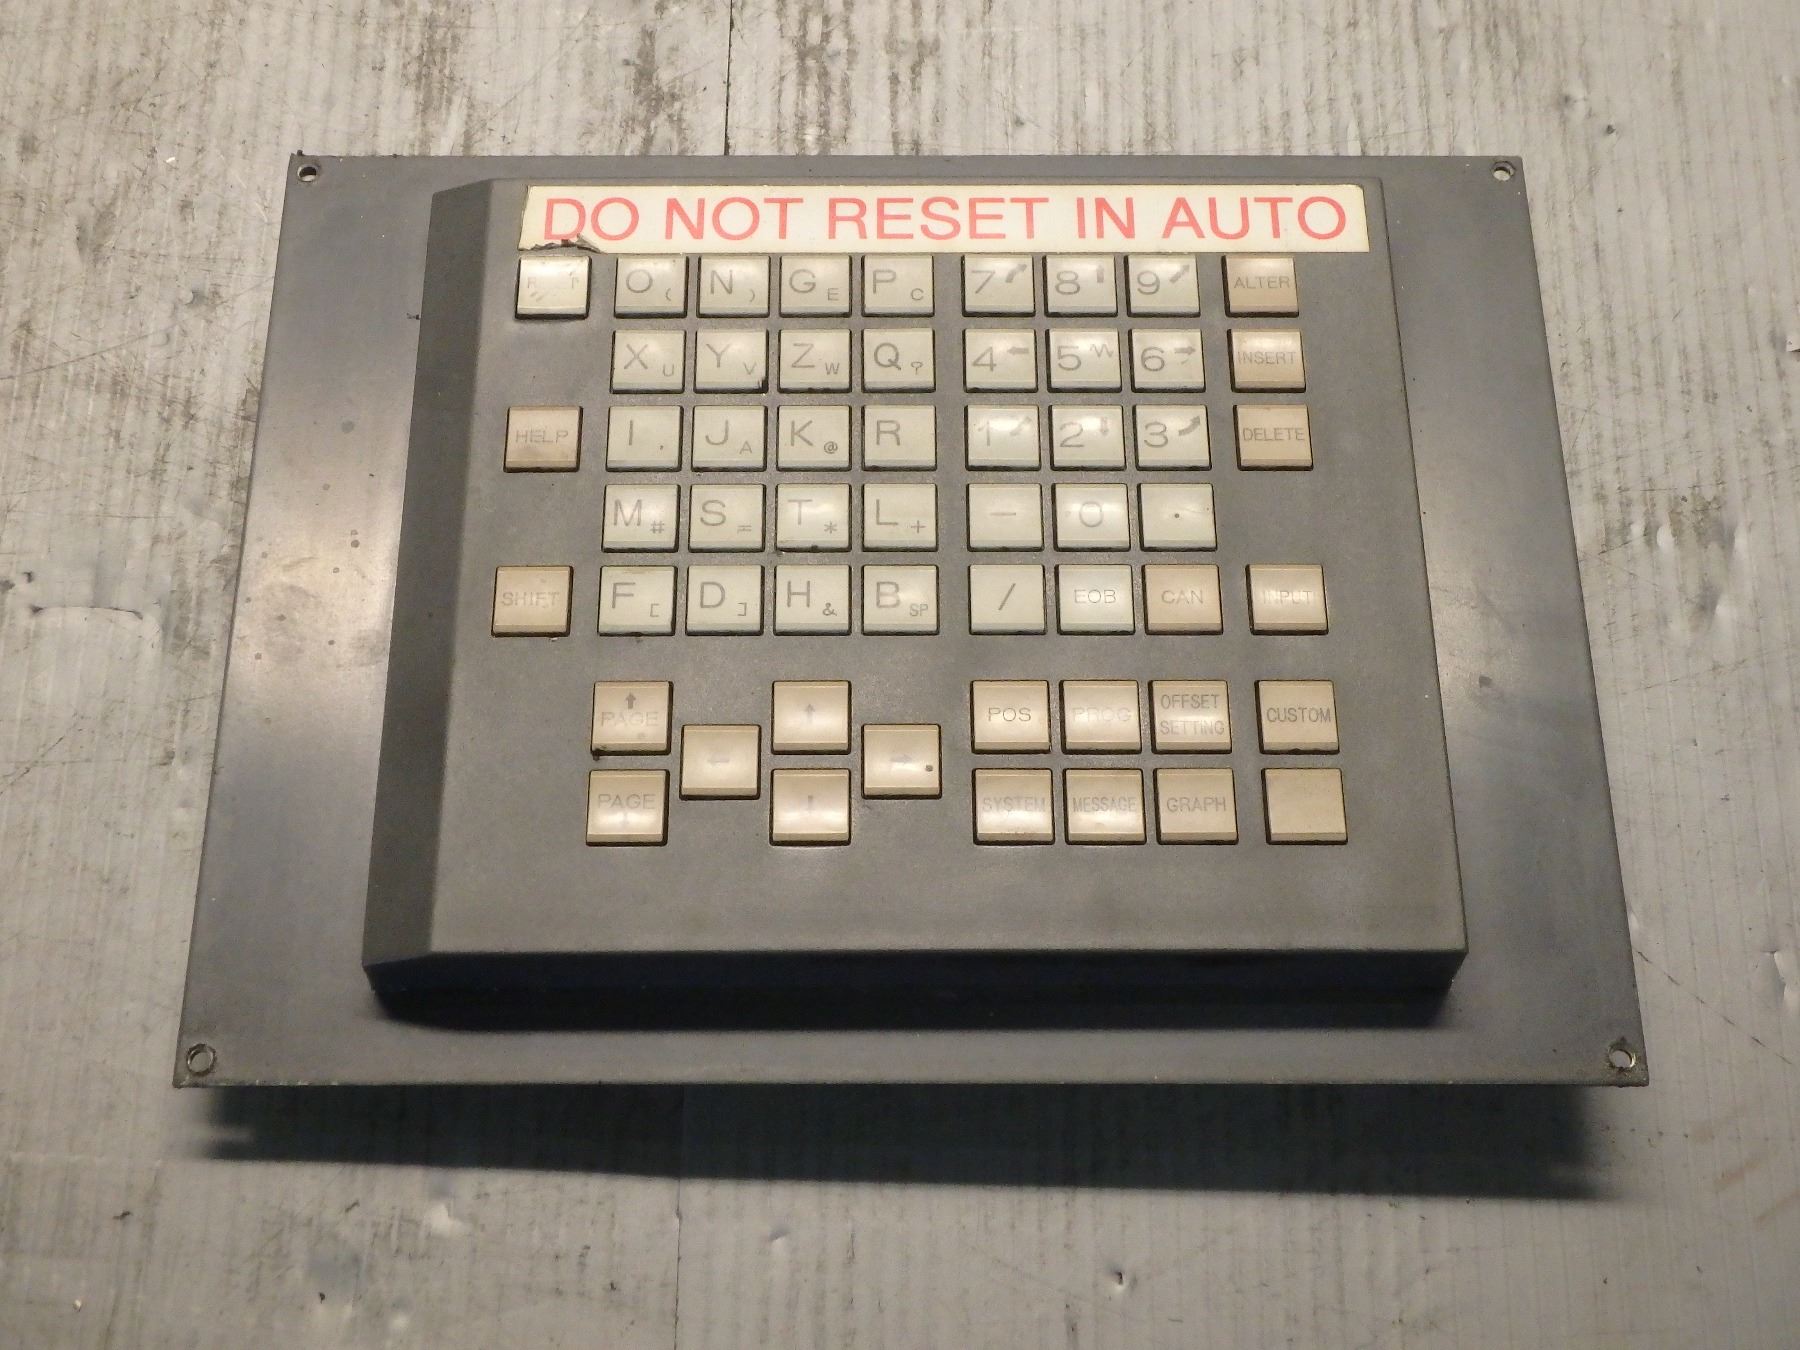 DO NOT RESET IN AUTO
O ( N ) G E P C 7 8 9 ALTER
X U Y V Z W Q ? 4 5 6 INSERT
HELP I , J A K @ R 1 2 3 DELETE
M # S = T * L + - 0 .
SHIFT F [ D ] H & B SP / EOB CAN INPUT
↑ PAGE ↑ POS PROG OFFSET SETTING CUSTOM
← →
PAGE ↓ ↓ SYSTEM MESSAGE GRAPH